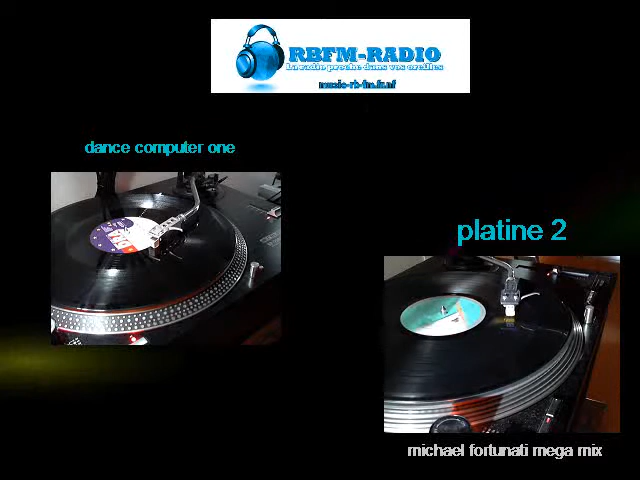 RBFM-RADIO
La radio proche dans vos oreilles
dance computer one
platine 2
michael fortunati mega mix